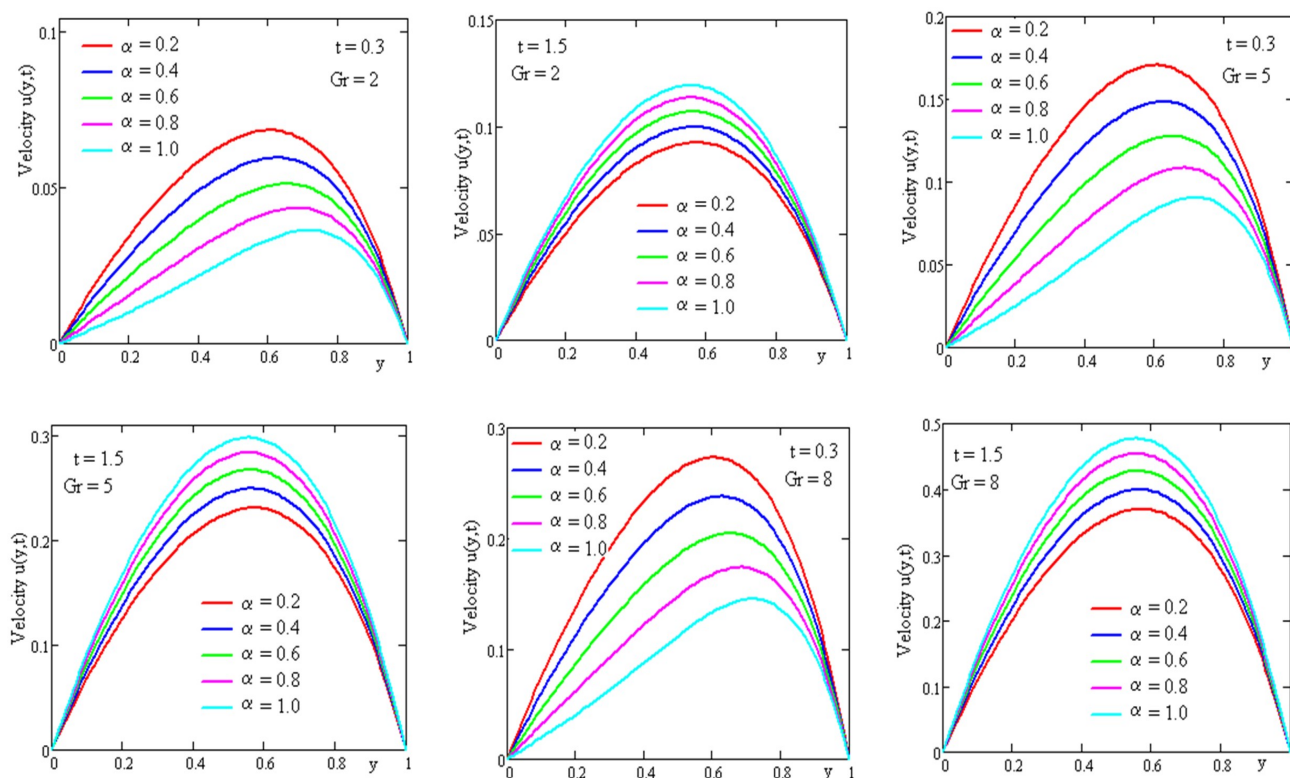 0.1
0.05
0
Velocity u(y,t)
α = 0.2
α = 0.4
α = 0.6
α = 0.8
α = 1.0
t = 0.3
Gr = 2
0 0.2 0.4 0.6 0.8 y 1
0.15
0.1
0.05
0
Velocity u(y,t)
t = 1.5
Gr = 2
α = 0.2
α = 0.4
α = 0.6
α = 0.8
α = 1.0
0 0.2 0.4 0.6 0.8 y 1
0.2
0.15
0.1
0.05
0
Velocity u(y,t)
α = 0.2
α = 0.4
α = 0.6
α = 0.8
α = 1.0
t = 0.3
Gr = 5
0 0.2 0.4 0.6 0.8 y
0.3
0.2
0.1
0
Velocity u(y,t)
t = 1.5
Gr = 5
α = 0.2
α = 0.4
α = 0.6
α = 0.8
α = 1.0
0 0.2 0.4 0.6 0.8 y 1
0.3
0.2
0.1
0
Velocity u(y,t)
α = 0.2
α = 0.4
α = 0.6
α = 0.8
α = 1.0
t = 0.3
Gr = 8
0 0.2 0.4 0.6 0.8 y 1
0.5
0.4
0.3
0.2
0.1
0
Velocity u(y,t)
t = 1.5
Gr = 8
α = 0.2
α = 0.4
α = 0.6
α = 0.8
α = 1.0
0 0.2 0.4 0.6 0.8 y